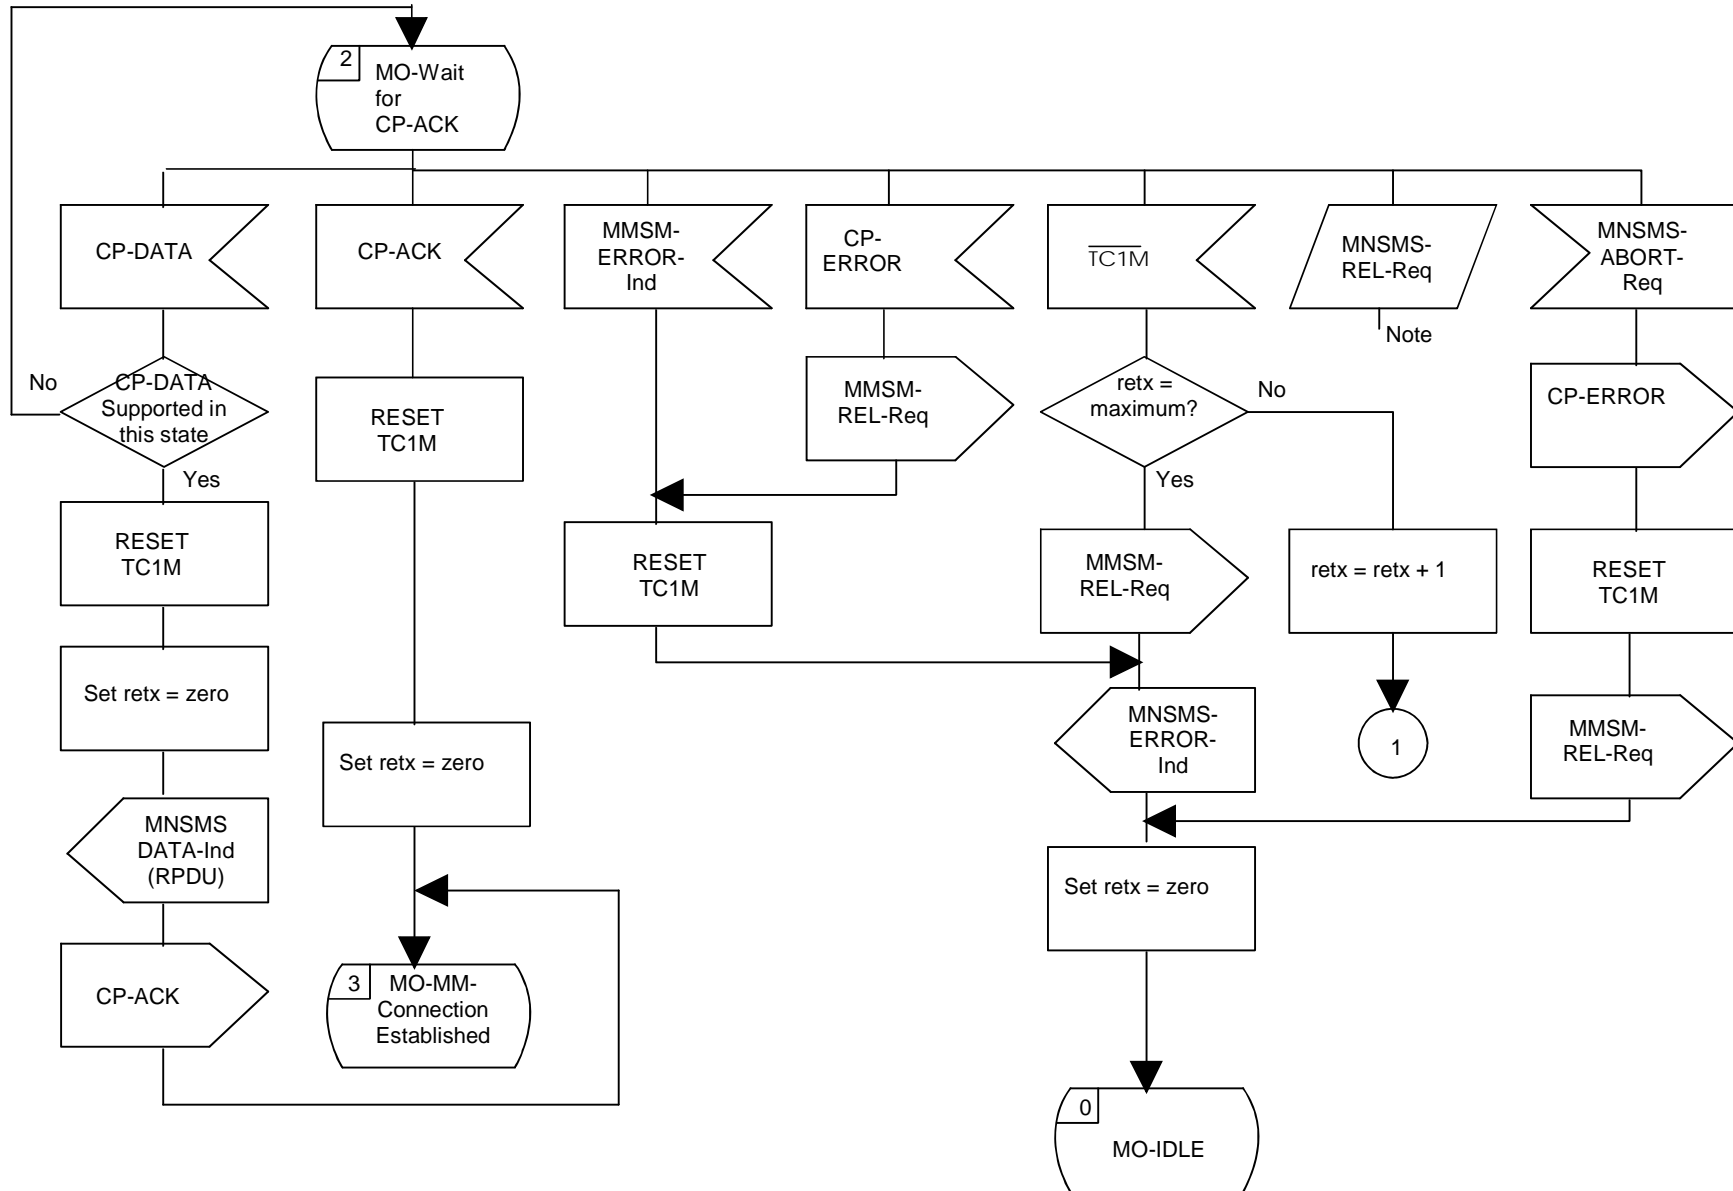 2
MO-Wait
for
CP-ACK
CP-DATA
CP-ACK
MMSM-
ERROR-
Ind
CP-
ERROR
TC1M
MNSMS-
REL-Req
MNSMS-
ABORT-
Req
Note
No
CP-DATA
Supported in
this state
Yes
RESET
TC1M
MMSM-
REL-Req
retx =
maximum?
No
Yes
CP-ERROR
RESET
TC1M
RESET
TC1M
MMSM-
REL-Req
retx = retx + 1
RESET
TC1M
Set retx = zero
Set retx = zero
MNSMS-
ERROR-
Ind
1
MMSM-
REL-Req
MNSMS
DATA-Ind
(RPDU)
Set retx = zero
CP-ACK
3
MO-MM-
Connection
Established
0
MO-IDLE